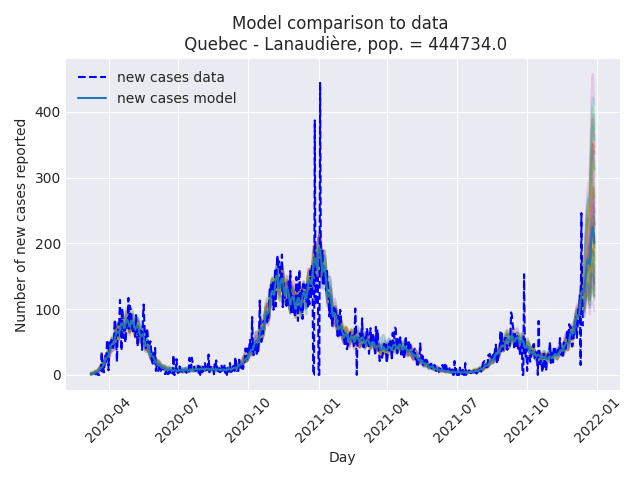 Model comparison to data
Quebec - Lanaudière, pop. = 444734.0
new cases data
new cases model
Number of new cases reported
400
300
200
100
0
2020-04
2020-07
2020-10
2021-01
2021-04
2021-07
2021-10
2022-01
Day